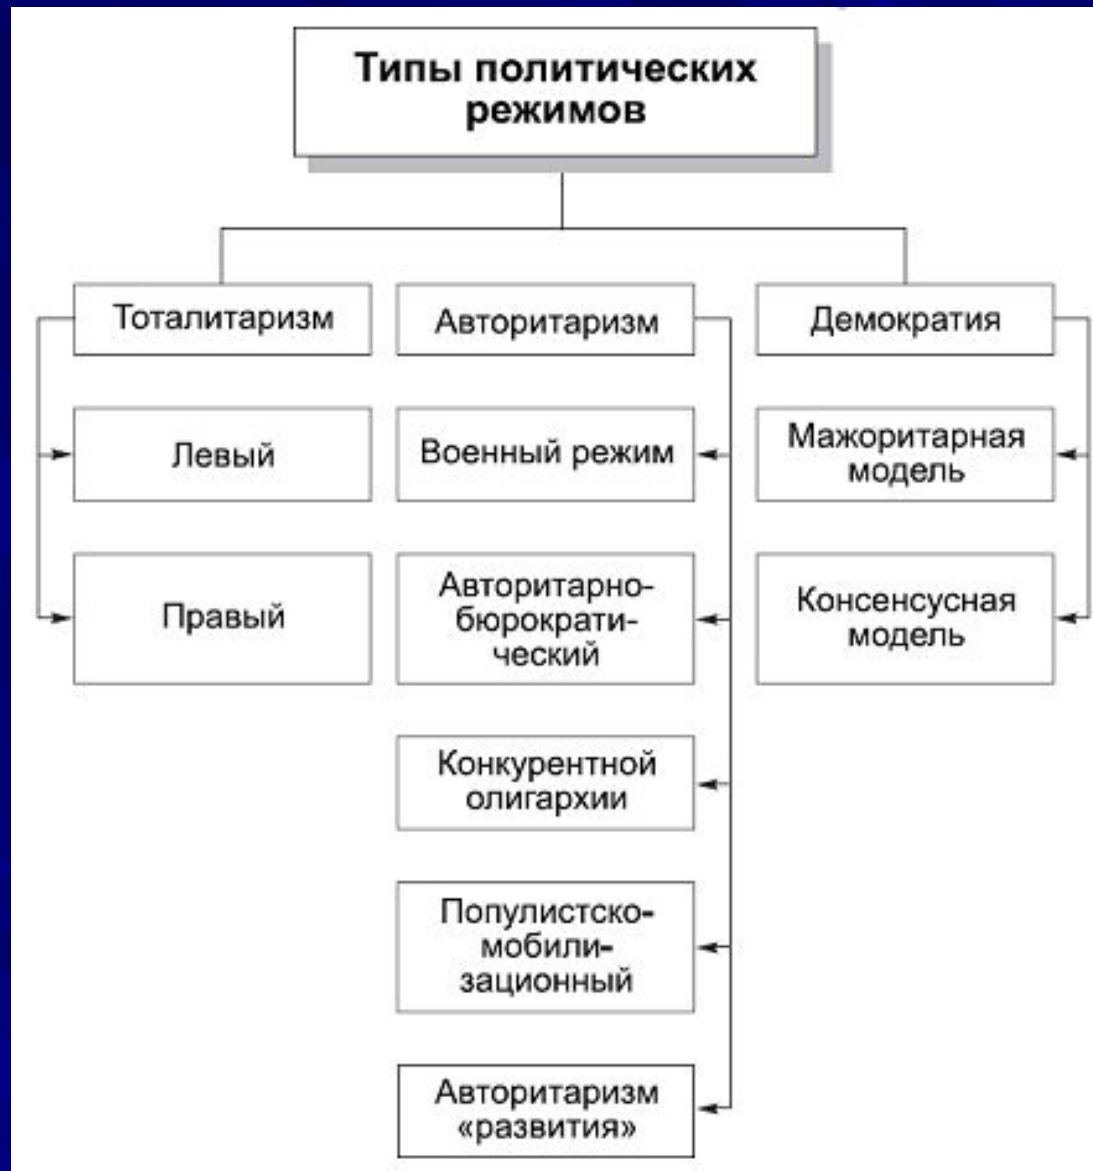 Типы политических
режимов
Тоталитаризм
Авторитаризм
Демократия
Левый
Военный режим
Мажоритарная
модель
Правый
Авторитарно-
бюрократи-
ческий
Консенсусная
модель
Конкурентной
олигархии
Популистско-
мобили-
зационный
Авторитаризм
«развития»